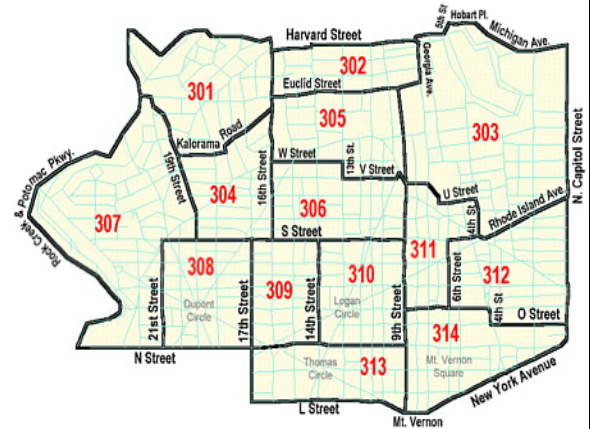 5th St
Hobart Pl.
Michigan Ave.
Harvard Street
302
Georgia Ave.
Euclid Street
301
305
303
N. Capitol Street
Kalorama Road
W Street
13th St.
V Street
19th Street
16th Street
304
U Street
4th St.
Rhode Island Ave.
Rock Creek & Potomac Pkwy.
307
306
S Street
311
308
309
310
312
6th Street
4th St
O Street
21st Street
Dupont
Circle
17th Street
14th Street
Logan
Circle
9th Street
314
N Street
Thomas
Circle
313
Mt. Vernon
Square
New York Avenue
L Street
Mt. Vernon